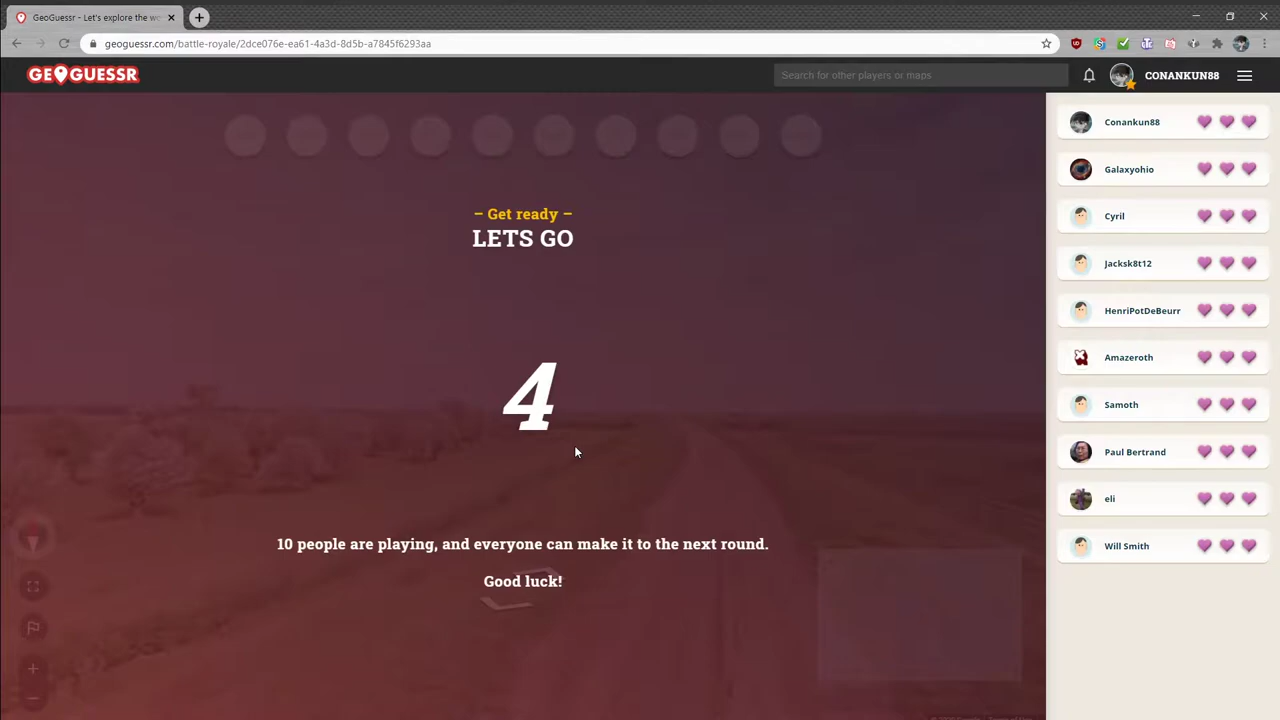 GeoGuessr - Let's explore the wo
geoguessr.com/battle-royale/2dce076e-ea61-4a3d-8d5b-a7845f6293aa
GEOGUESSR
Search for other players or maps
CONANKUN88
– Get ready –
LETS GO
4
10 people are playing, and everyone can make it to the next round.
Good luck!
Conankun88
Galaxyohio
Cyril
Jacksk8t12
HenriPotDeBeurr
Amazeroth
Samoth
Paul Bertrand
eli
Will Smith